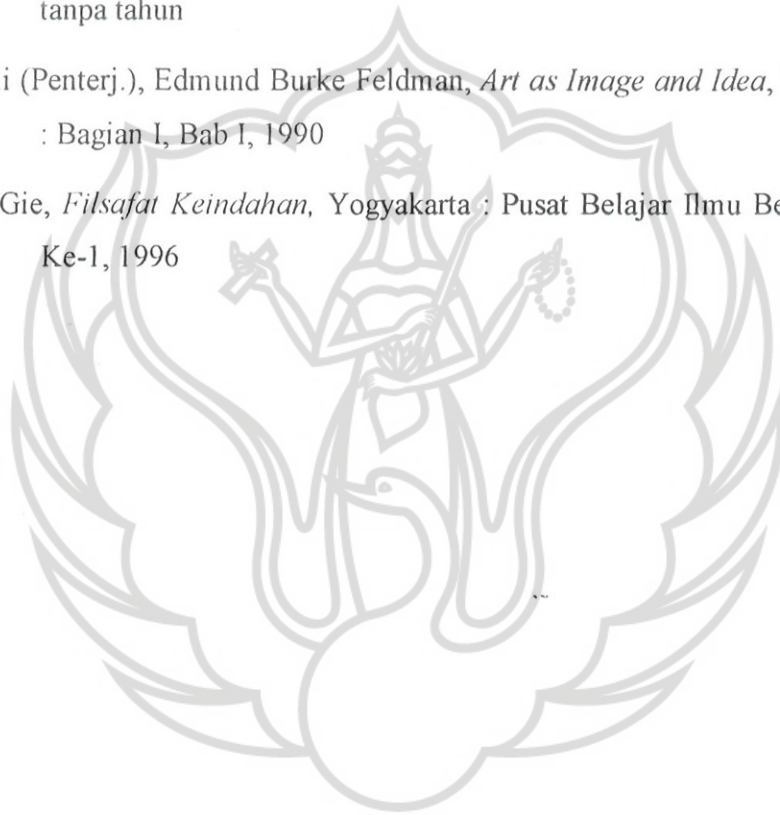 tanpa tahun
i (Penterj.), Edmund Burke Feldman, Art as Image and Idea,
: Bagian I, Bab I, 1990
Gie, Filsafat Keindahan, Yogyakarta : Pusat Belajar Ilmu Be
Ke-1, 1996